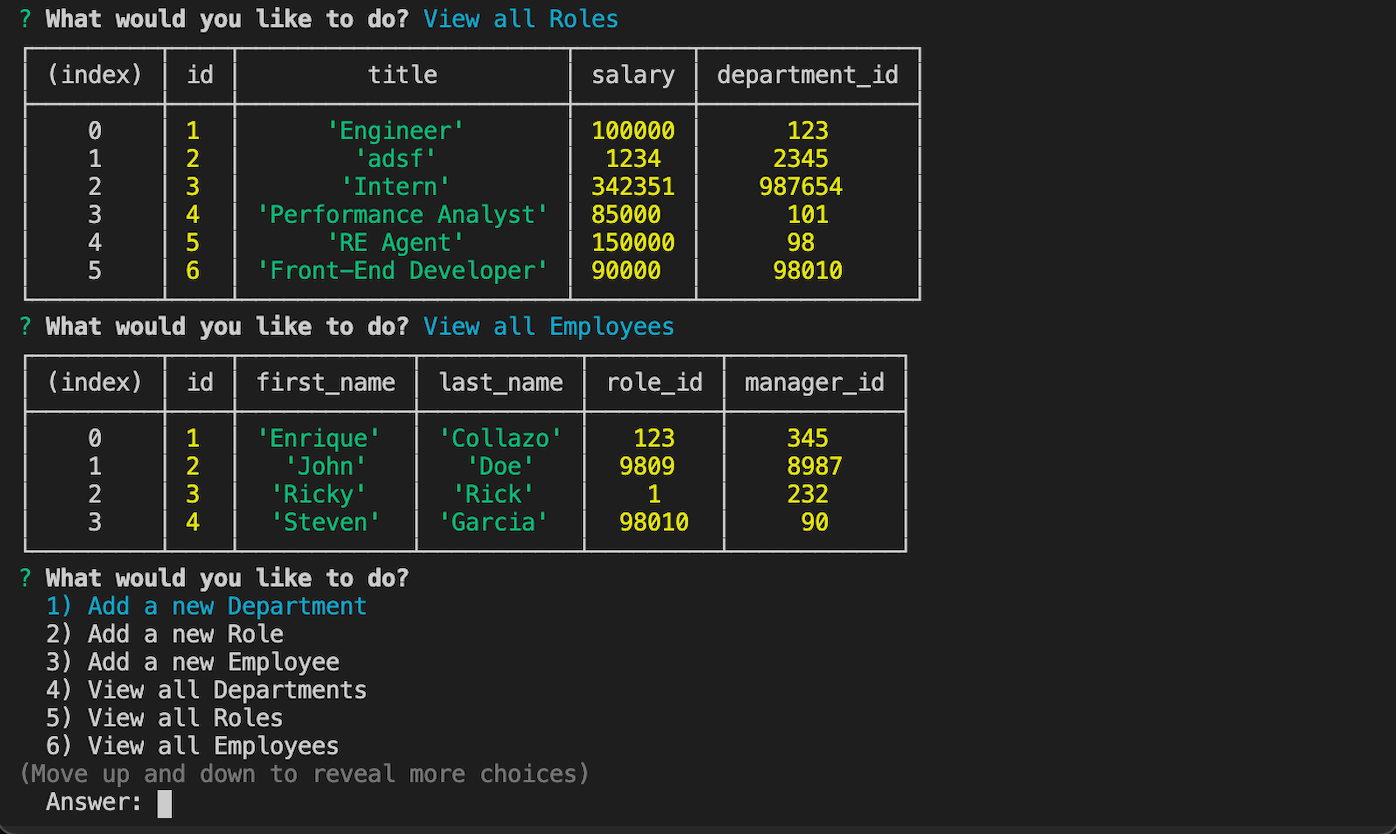 ? What would you like to do? View all Roles
(index) id title salary department_id
0 1 'Engineer' 100000 123
1 2 'adsf' 1234 2345
2 3 'Intern' 342351 987654
3 4 'Performance Analyst' 85000 101
4 5 'RE Agent' 150000 98
5 6 'Front-End Developer' 90000 98010
? What would you like to do? View all Employees
(index) id first_name last_name role_id manager_id
0 1 'Enrique' 'Collazo' 123 345
1 2 'John' 'Doe' 9809 8987
2 3 'Ricky' 'Rick' 1 232
3 4 'Steven' 'Garcia' 98010 90
? What would you like to do?
1) Add a new Department
2) Add a new Role
3) Add a new Employee
4) View all Departments
5) View all Roles
6) View all Employees
(Move up and down to reveal more choices)
Answer: